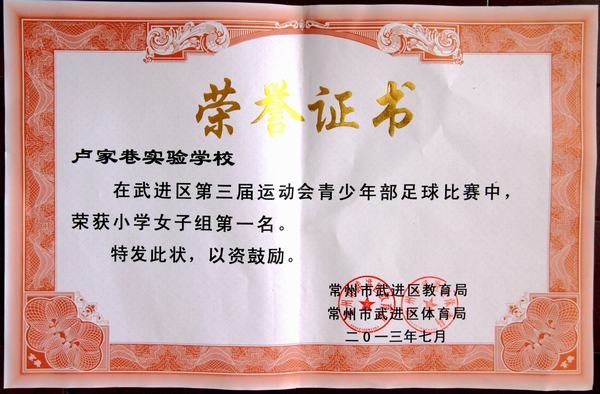 荣誉证书
卢家巷实验学校
在武进区第三届运动会青少年部足球比赛中，
荣获小学女子组第一名。
特发此状，以资鼓励。
常州市武进区教育局
常州市武进区体育局
二０一三年七月